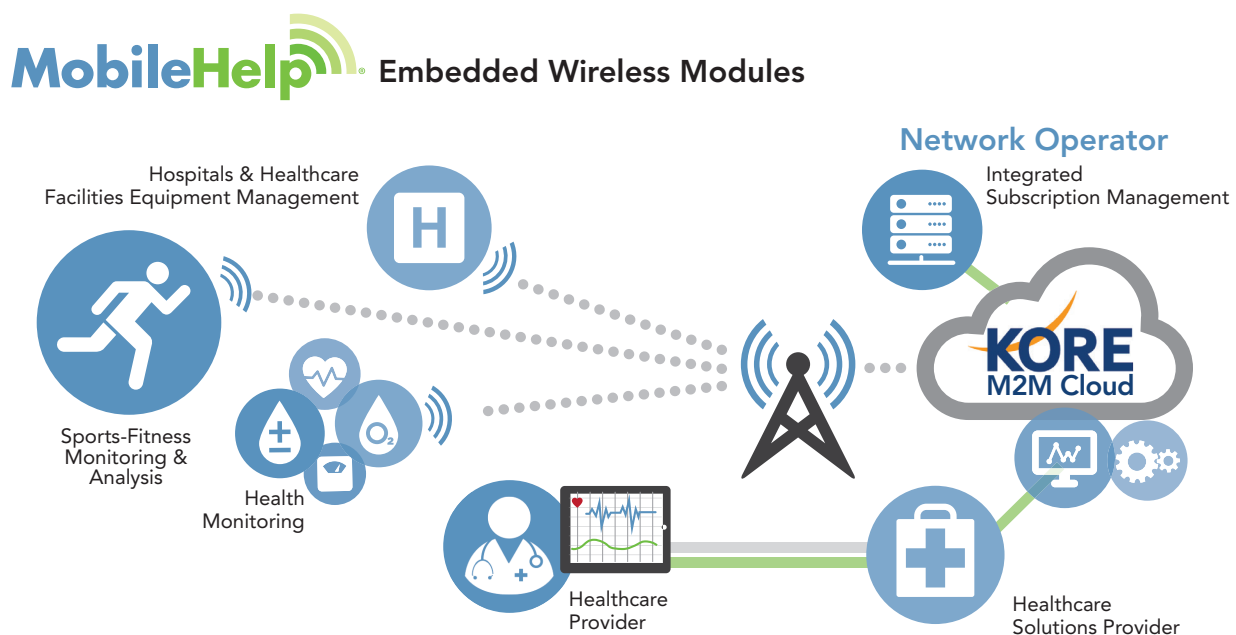 MobileHelp® Embedded Wireless Modules
Network Operator
Hospitals & Healthcare
Facilities Equipment Management
H
Integrated
Subscription Management
KORE
M2M Cloud
O₂
Sports-Fitness
Monitoring &
Analysis
Health
Monitoring
Healthcare
Provider
Healthcare
Solutions Provider